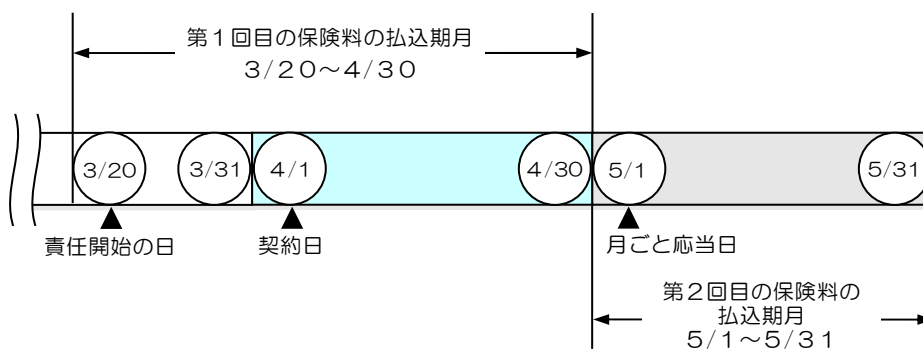 第１回目の保険料の払込期月
３/２０～４/３０
3/20
3/31
4/1
4/30
5/1
5/31
責任開始の日
契約日
月ごと応当日
第２回目の保険料の
払込期月
５/１～５/３１